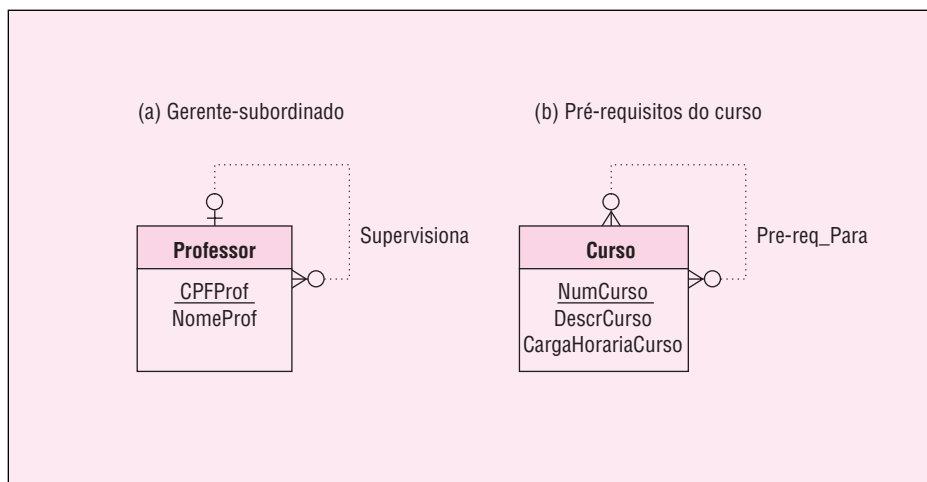 (a) Gerente-subordinado
Professor
CPFProf
NomeProf
Supervisiona
(b) Pré-requisitos do curso
Curso
NumCurso
DescrCurso
CargaHorariaCurso
Pre-req_Para